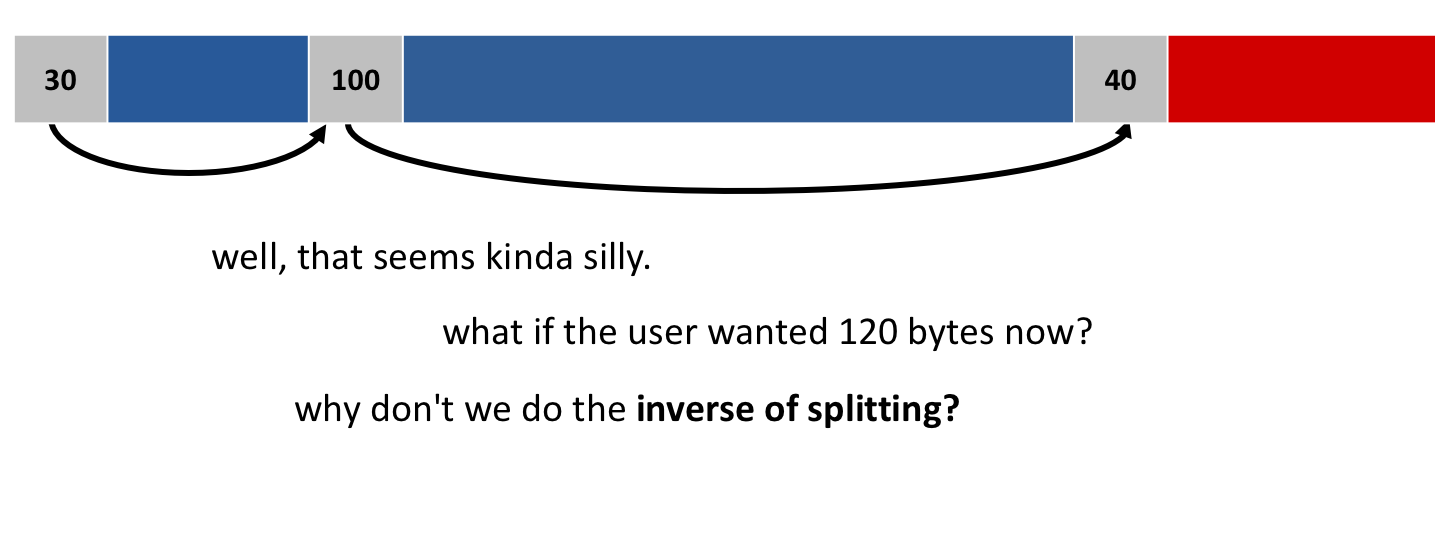 30 100 40
well, that seems kinda silly.
what if the user wanted 120 bytes now?
why don't we do the inverse of splitting?